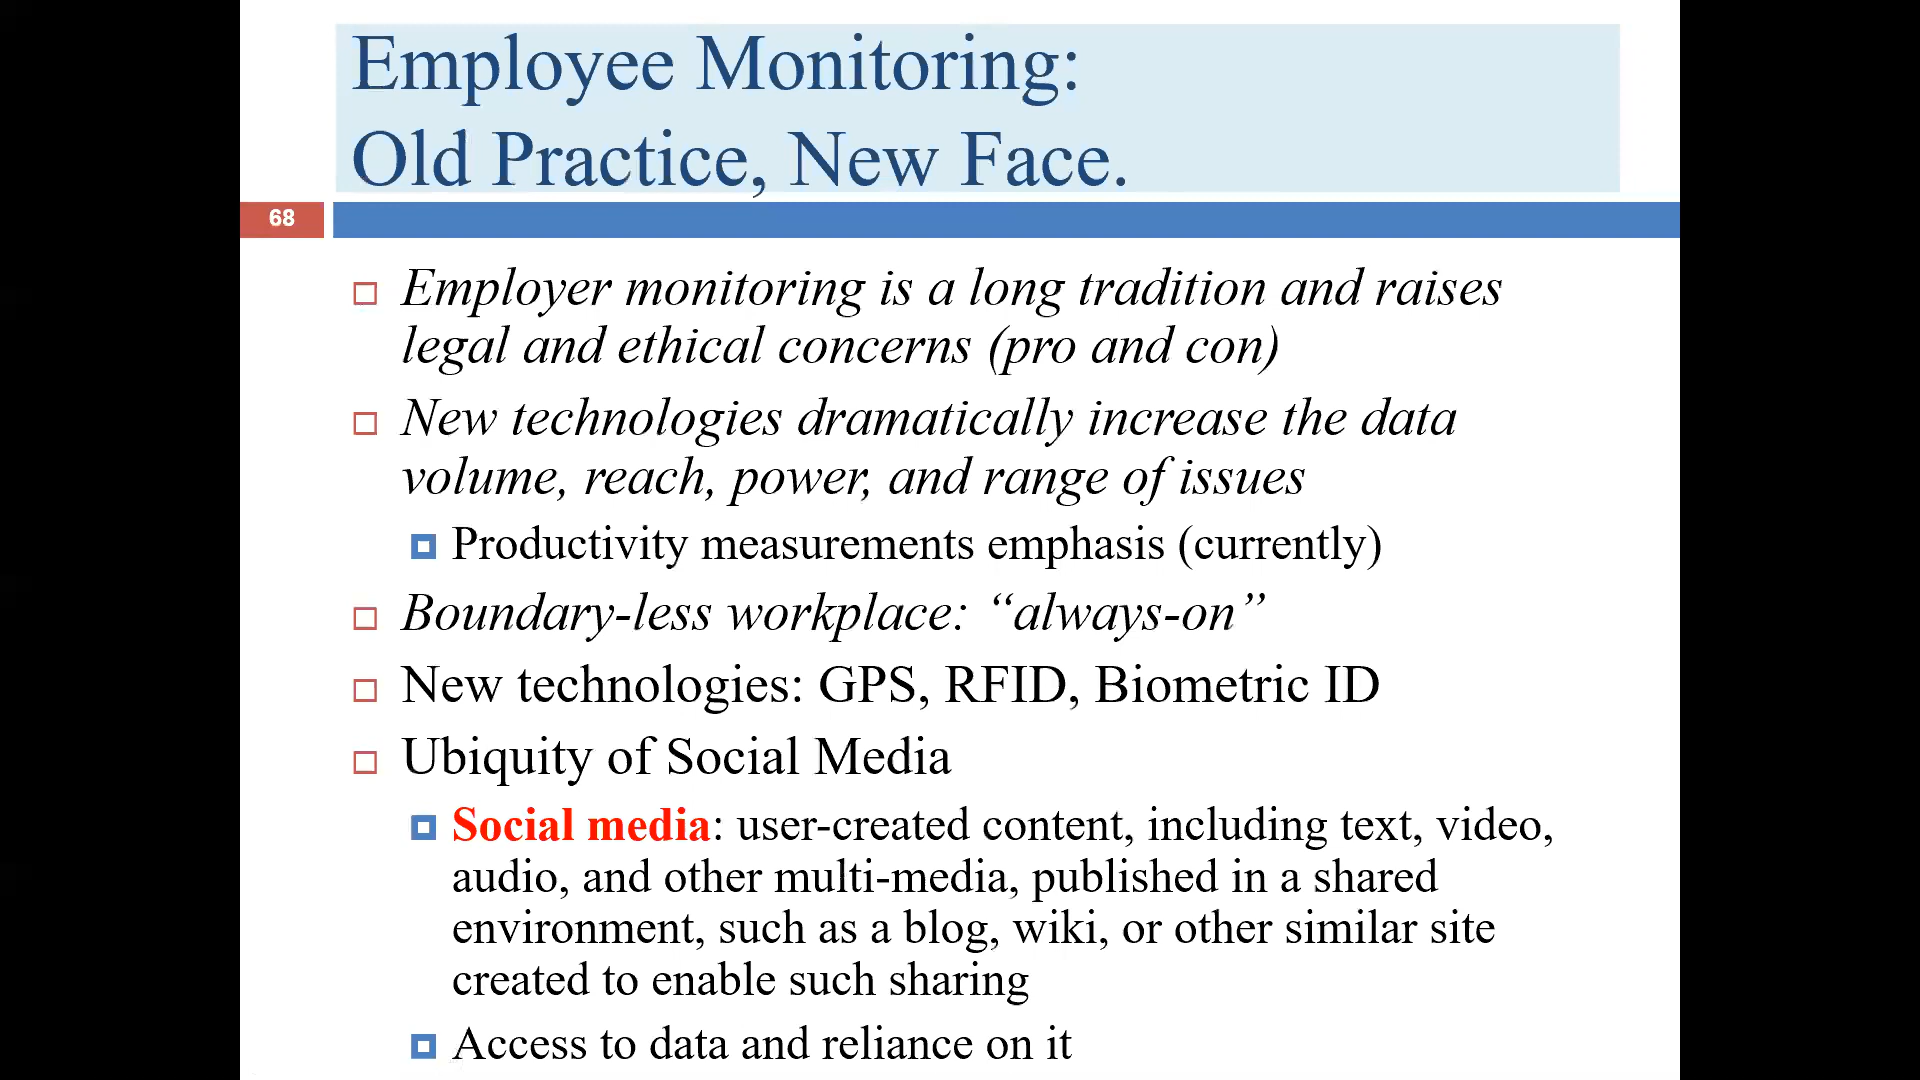 Employee Monitoring:
Old Practice, New Face.
68
Employer monitoring is a long tradition and raises
legal and ethical concerns (pro and con)
New technologies dramatically increase the data
volume, reach, power, and range of issues
Productivity measurements emphasis (currently)
Boundary-less workplace: “always-on”
New technologies: GPS, RFID, Biometric ID
Ubiquity of Social Media
Social media: user-created content, including text, video,
audio, and other multi-media, published in a shared
environment, such as a blog, wiki, or other similar site
created to enable such sharing
Access to data and reliance on it